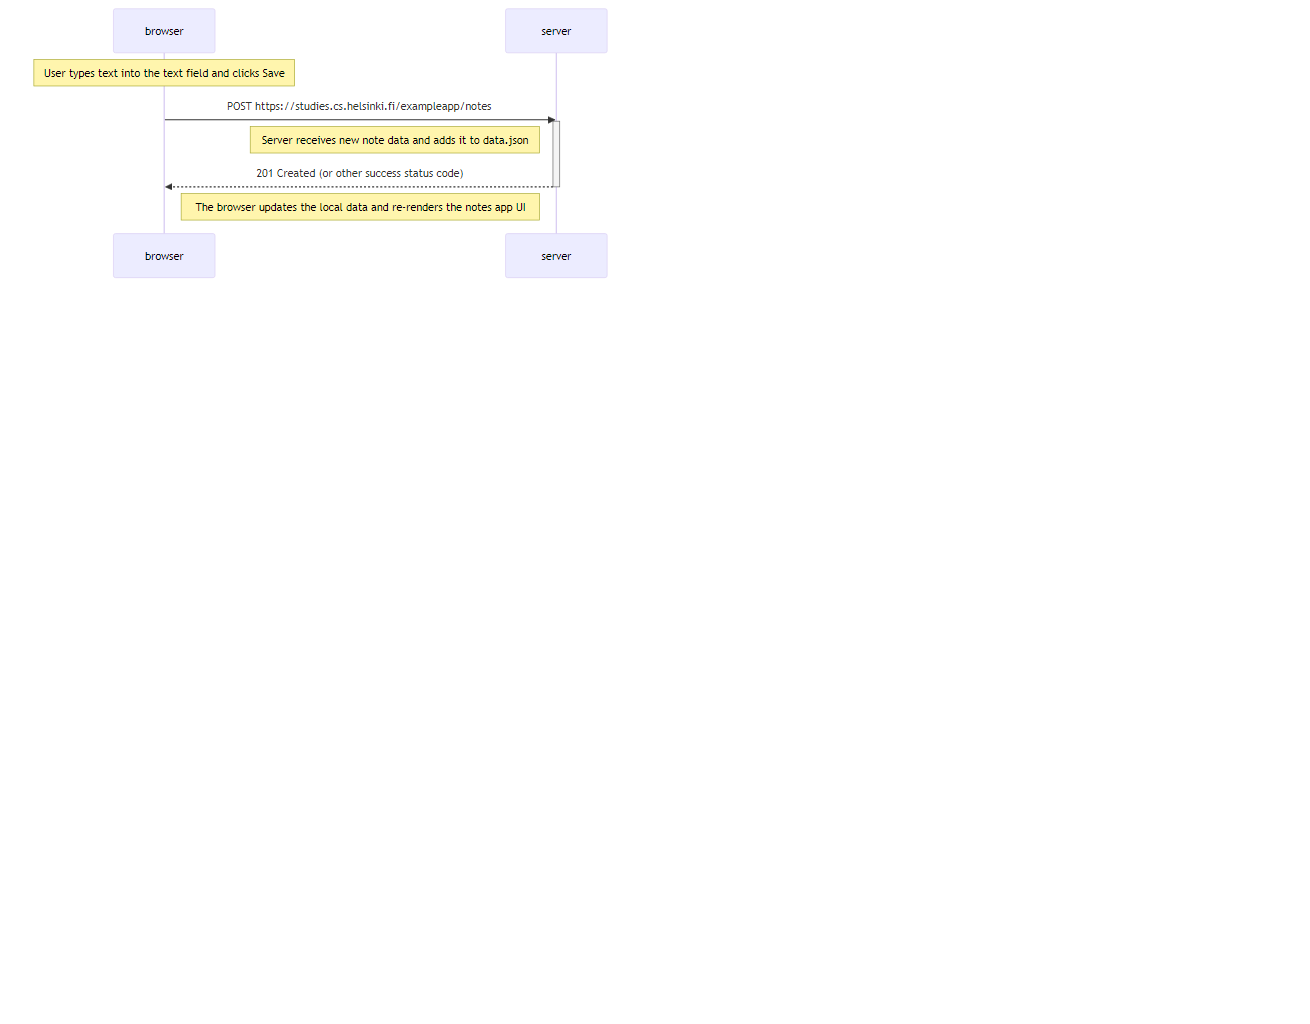 browser
server
User types text into the text field and clicks Save
POST https://studies.cs.helsinki.fi/exampleapp/notes
Server receives new note data and adds it to data.json
201 Created (or other success status code)
The browser updates the local data and re-renders the notes app UI
browser
server